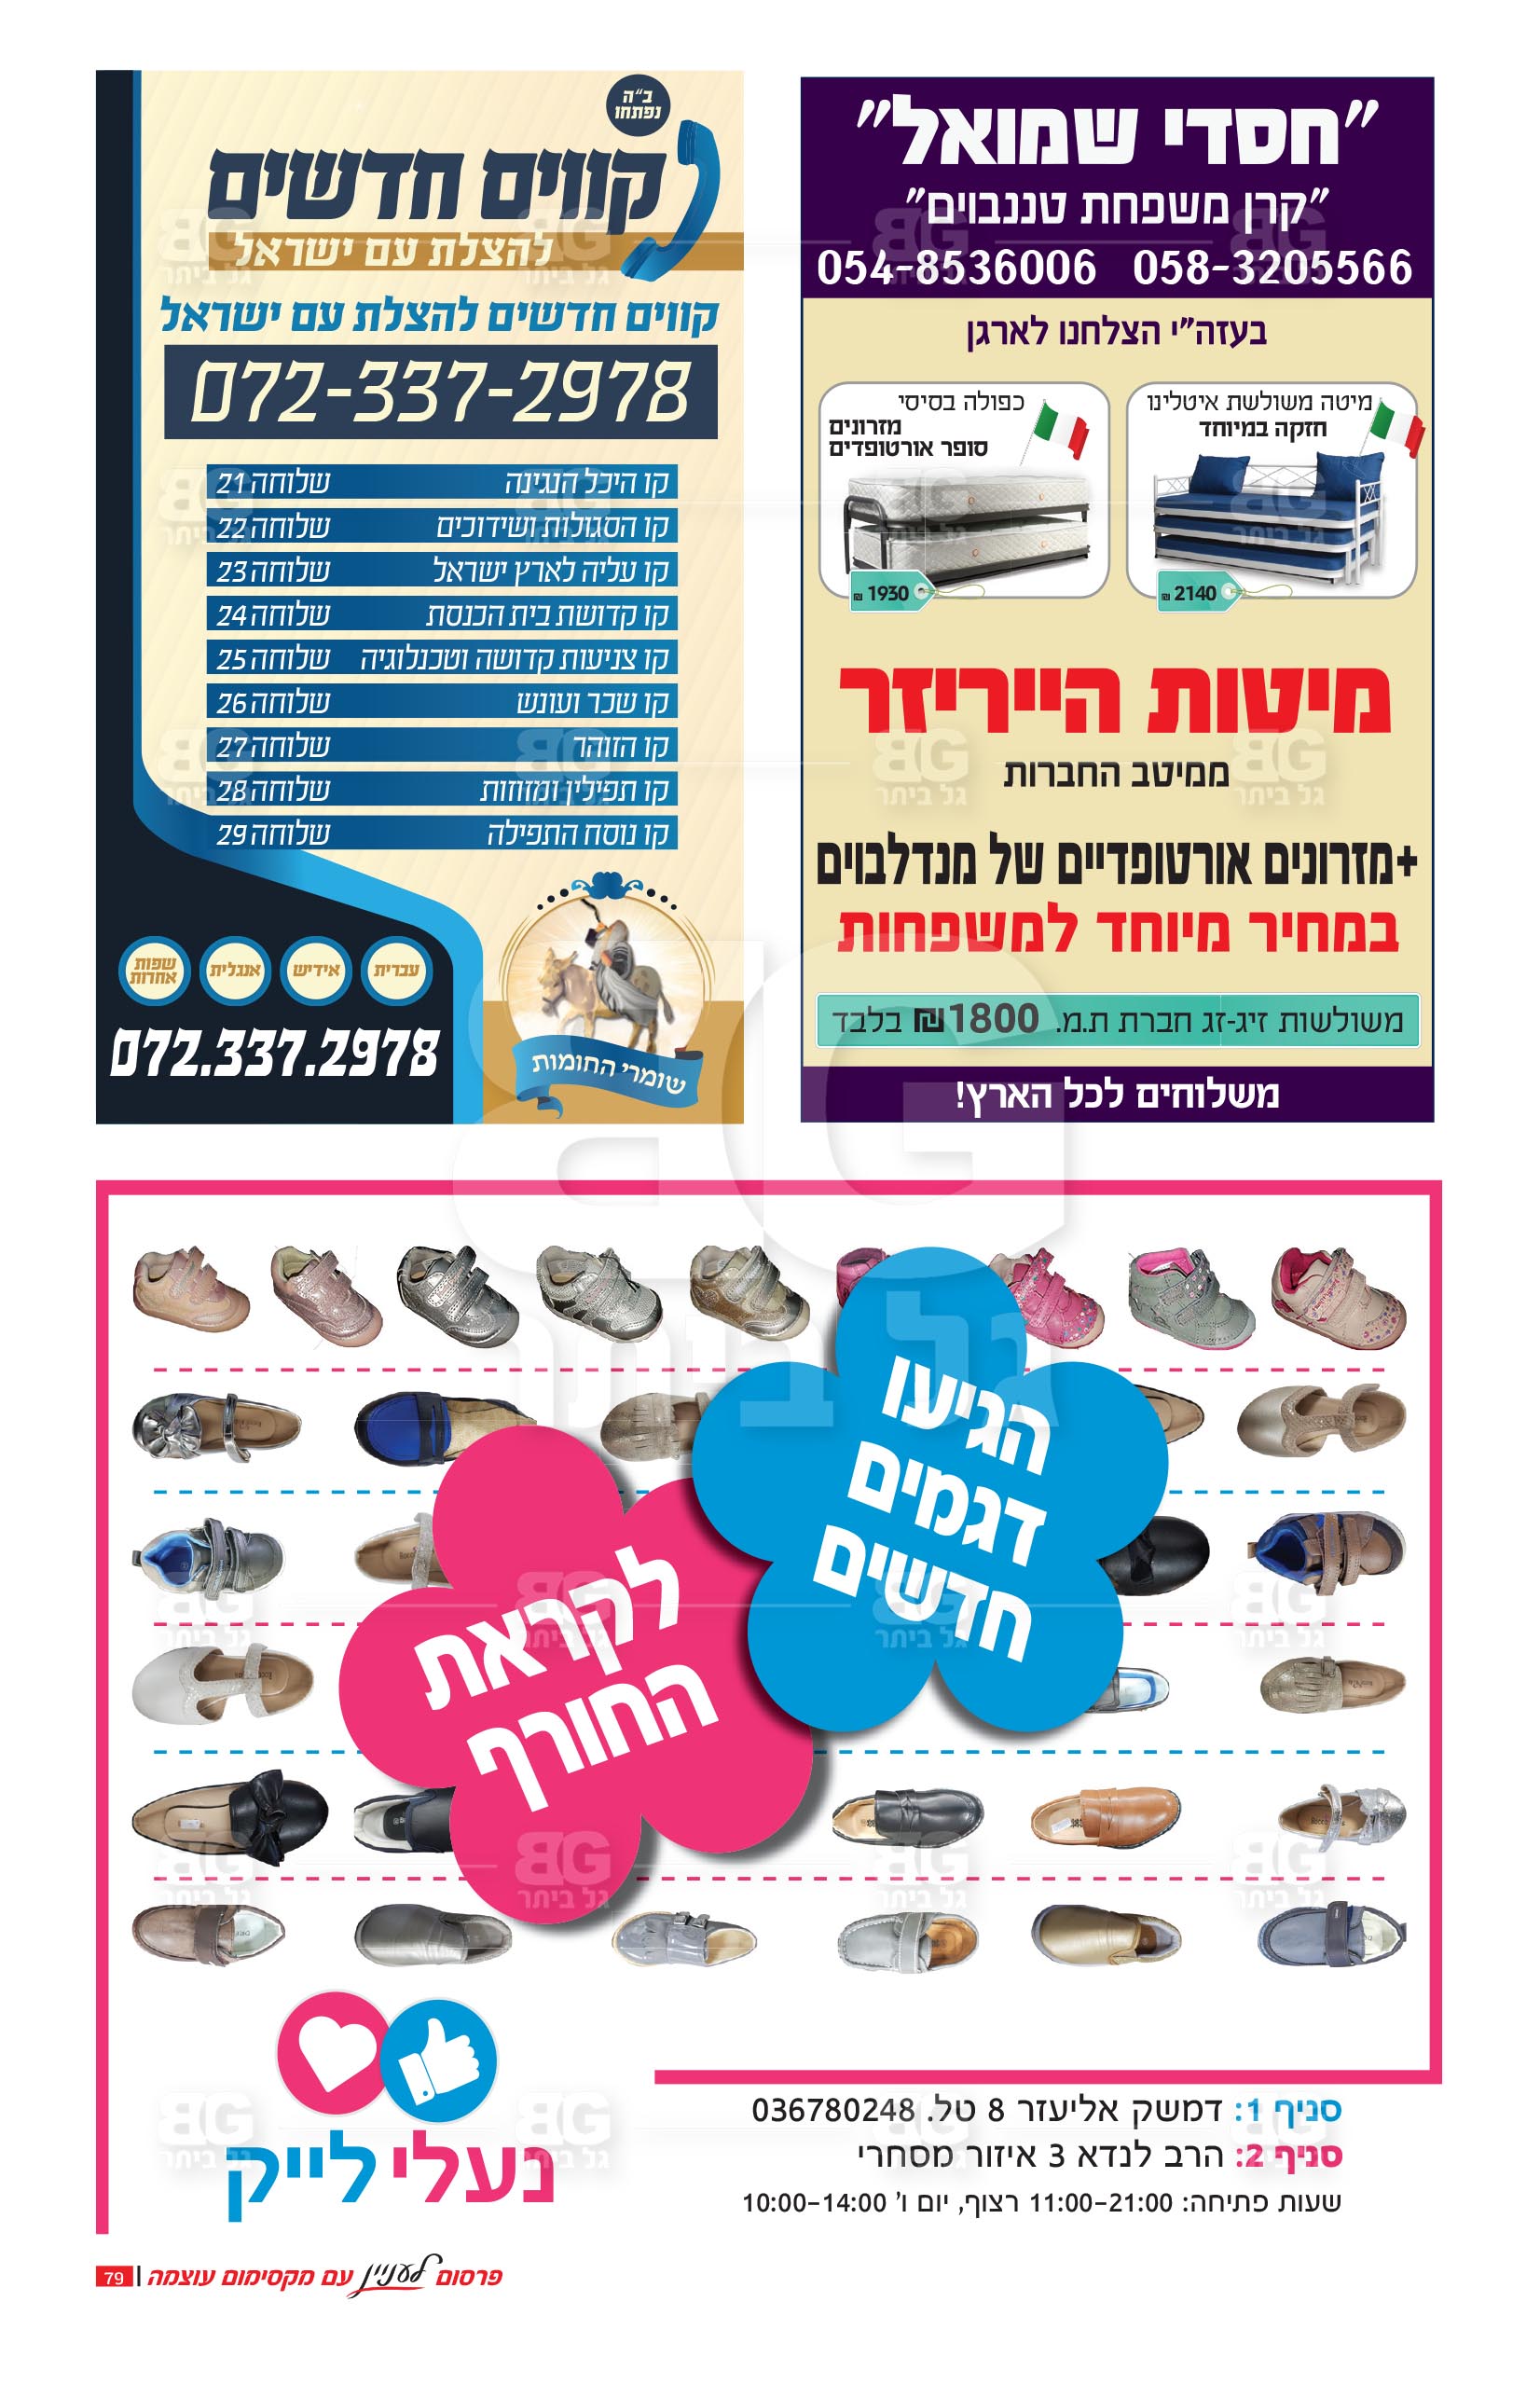 "חסדי שמואל"
"קרן משפחת טננבוים"
054-8536006 058-3205566
בעזה"י הצלחנו לארגן
מיטה משולשת איטלינו
חזקה במיוחד
2140 ₪
כפולה בסיסי
מזרונים
סופר אורטופדים
1930 ₪
מיטות הייריזר
ממיטב החברות
+מזרונים אורטופדיים של מנדלבוים
במחיר מיוחד למשפחות
משולשות זיג-זג חברת ת.מ. 1800₪ בלבד
משלוחים לכל הארץ!
ב"ה
נפתחו
קווים חדשים
להצלת עם ישראל
קווים חדשים להצלת עם ישראל
072-337-2978
קו היכל הנגינה שלוחה 21
קו הסגולות ושידוכים שלוחה 22
קו עליה לארץ ישראל שלוחה 23
קו קדושת בית הכנסת שלוחה 24
קו צניעות קדושה וטכנלוגיה שלוחה 25
קו שכר ועונש שלוחה 26
קו הזוהר שלוחה 27
קו תפילין ומזוזות שלוחה 28
קו נוסח התפילה שלוחה 29
עברית
אידיש
אנגלית
שפות
אחרות
072.337.2978
שומרי החומות
הגיעו
דגמים
חדשים
לקראת
החורף
נעלי לייק
סניף 1: דמשק אליעזר 8 טל. 036780248
סניף 2: הרב לנדא 3 איזור מסחרי
שעות פתיחה: 11:00-21:00 רצוף, יום ו' 10:00-14:00
פרסום לעניין עם מקסימום עוצמה | 79
BG
גל ביתר